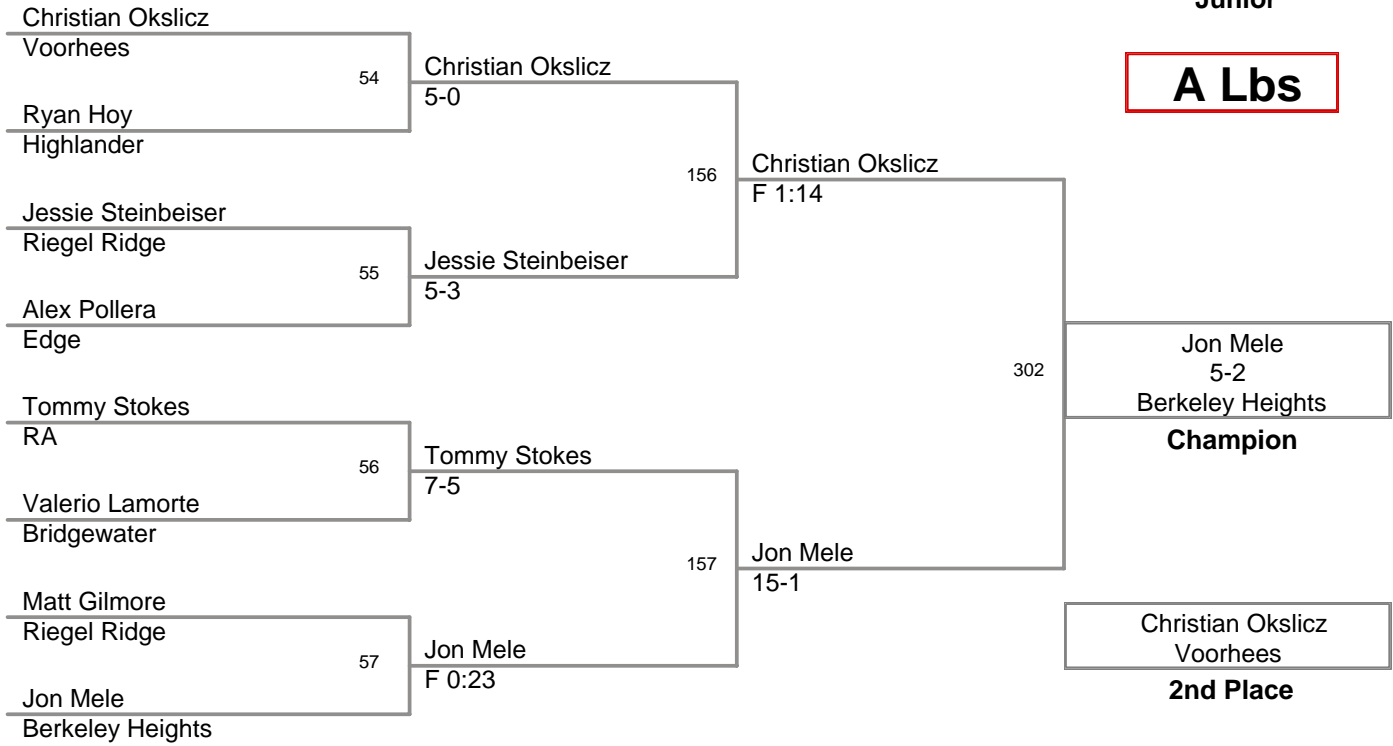 Junior
A Lbs
Christian Okslicz
Voorhees
54
Ryan Hoy
Highlander
Christian Okslicz
5-0
Jessie Steinbeiser
Riegel Ridge
55
Alex Pollera
Edge
Jessie Steinbeiser
5-3
156
Christian Okslicz
F 1:14
Tommy Stokes
RA
56
Valerio Lamorte
Bridgewater
Tommy Stokes
7-5
Matt Gilmore
Riegel Ridge
57
Jon Mele
Berkeley Heights
Jon Mele
F 0:23
157
Jon Mele
15-1
302
Jon Mele
5-2
Berkeley Heights
Champion
Christian Okslicz
Voorhees
2nd Place